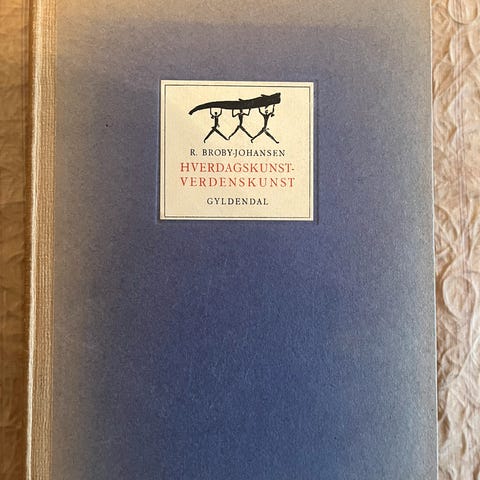 R. BROBY-JOHANSEN
HVERDAGSKUNST-
VERDENSKUNST
GYLDENDAL